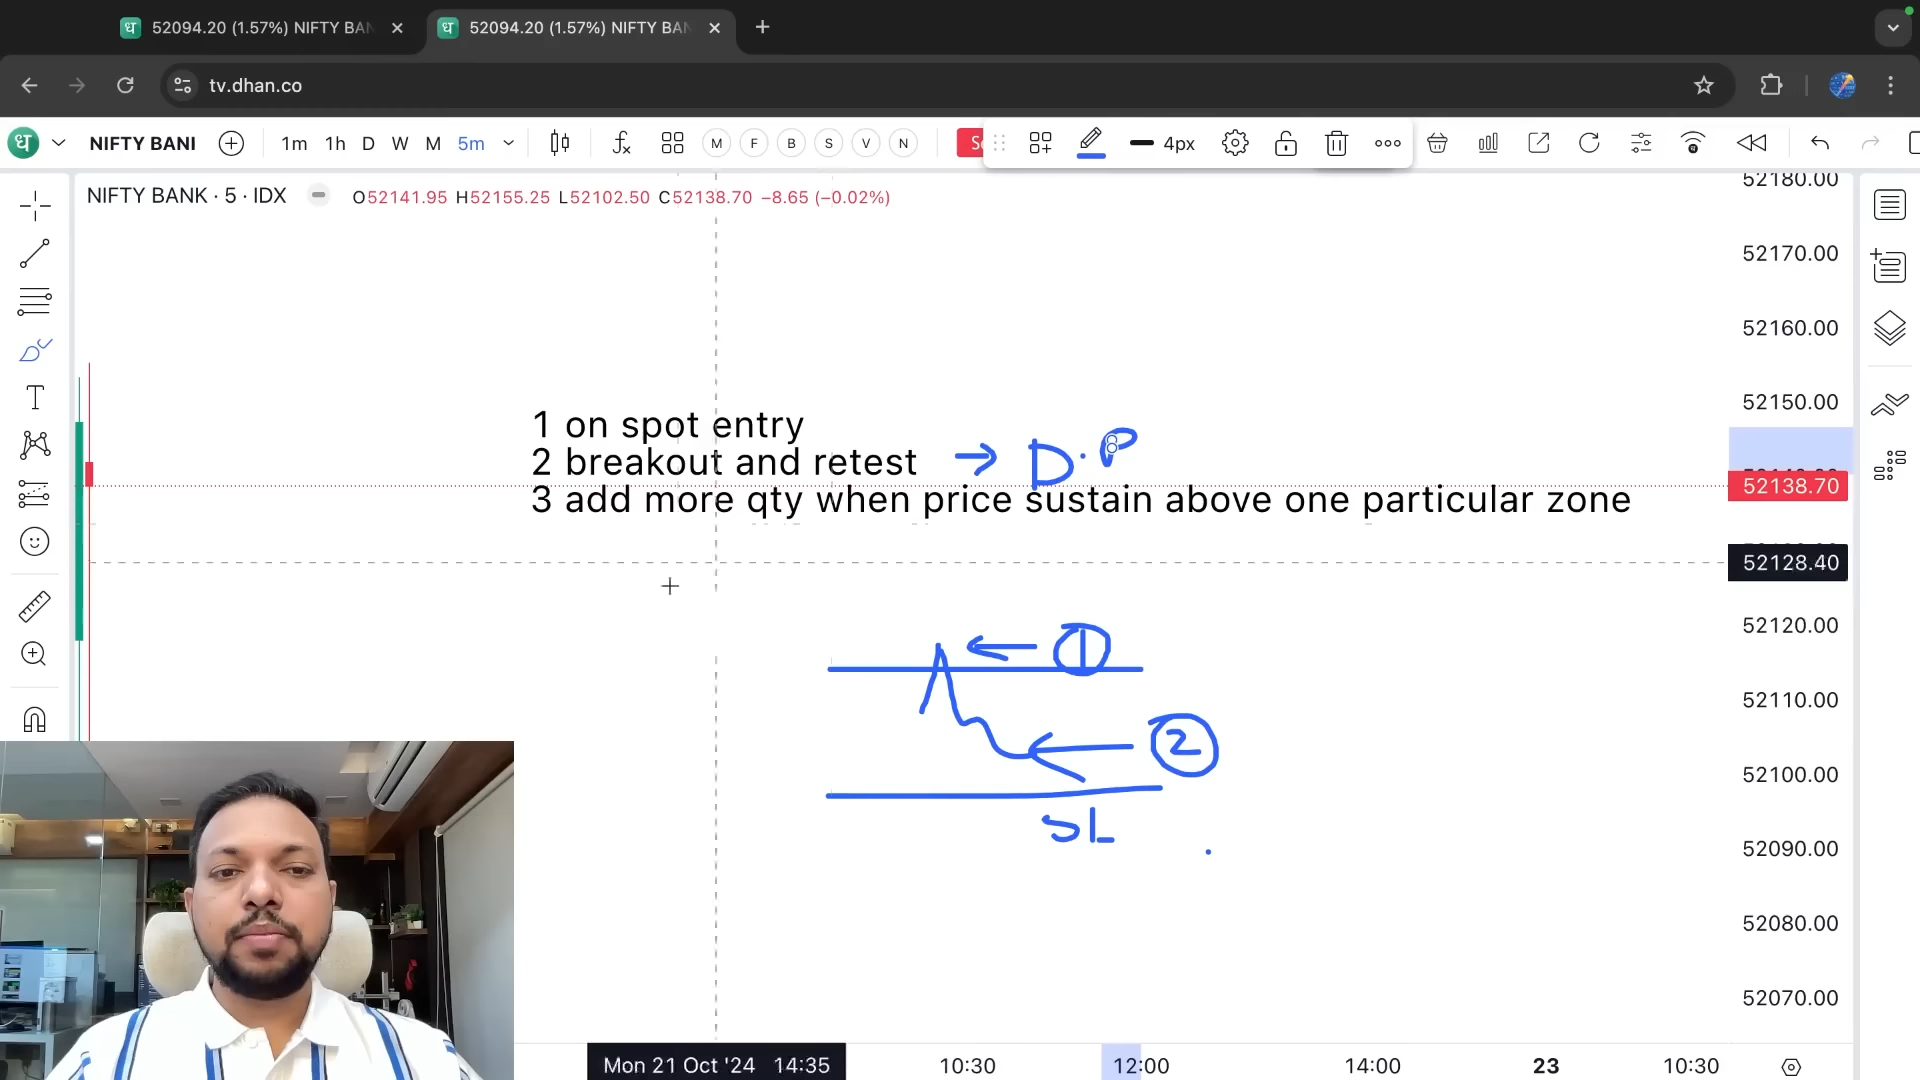 52094.20 (1.57%) NIFTY BAN
52094.20 (1.57%) NIFTY BAN
tv.dhan.co
ध
NIFTY BANI
1m 1h D W M 5m
M F B S V N
4px
NIFTY BANK · 5 · IDX
O52141.95 H52155.25 L52102.50 C52138.70 −8.65 (−0.02%)
52180.00
52170.00
52160.00
52150.00
52138.70
52128.40
52120.00
52110.00
52100.00
52090.00
52080.00
52070.00
1 on spot entry
2 breakout and retest → D.P
3 add more qty when price sustain above one particular zone
1
2
SL
Mon 21 Oct '24 14:35 10:30 12:00 14:00 23 10:30